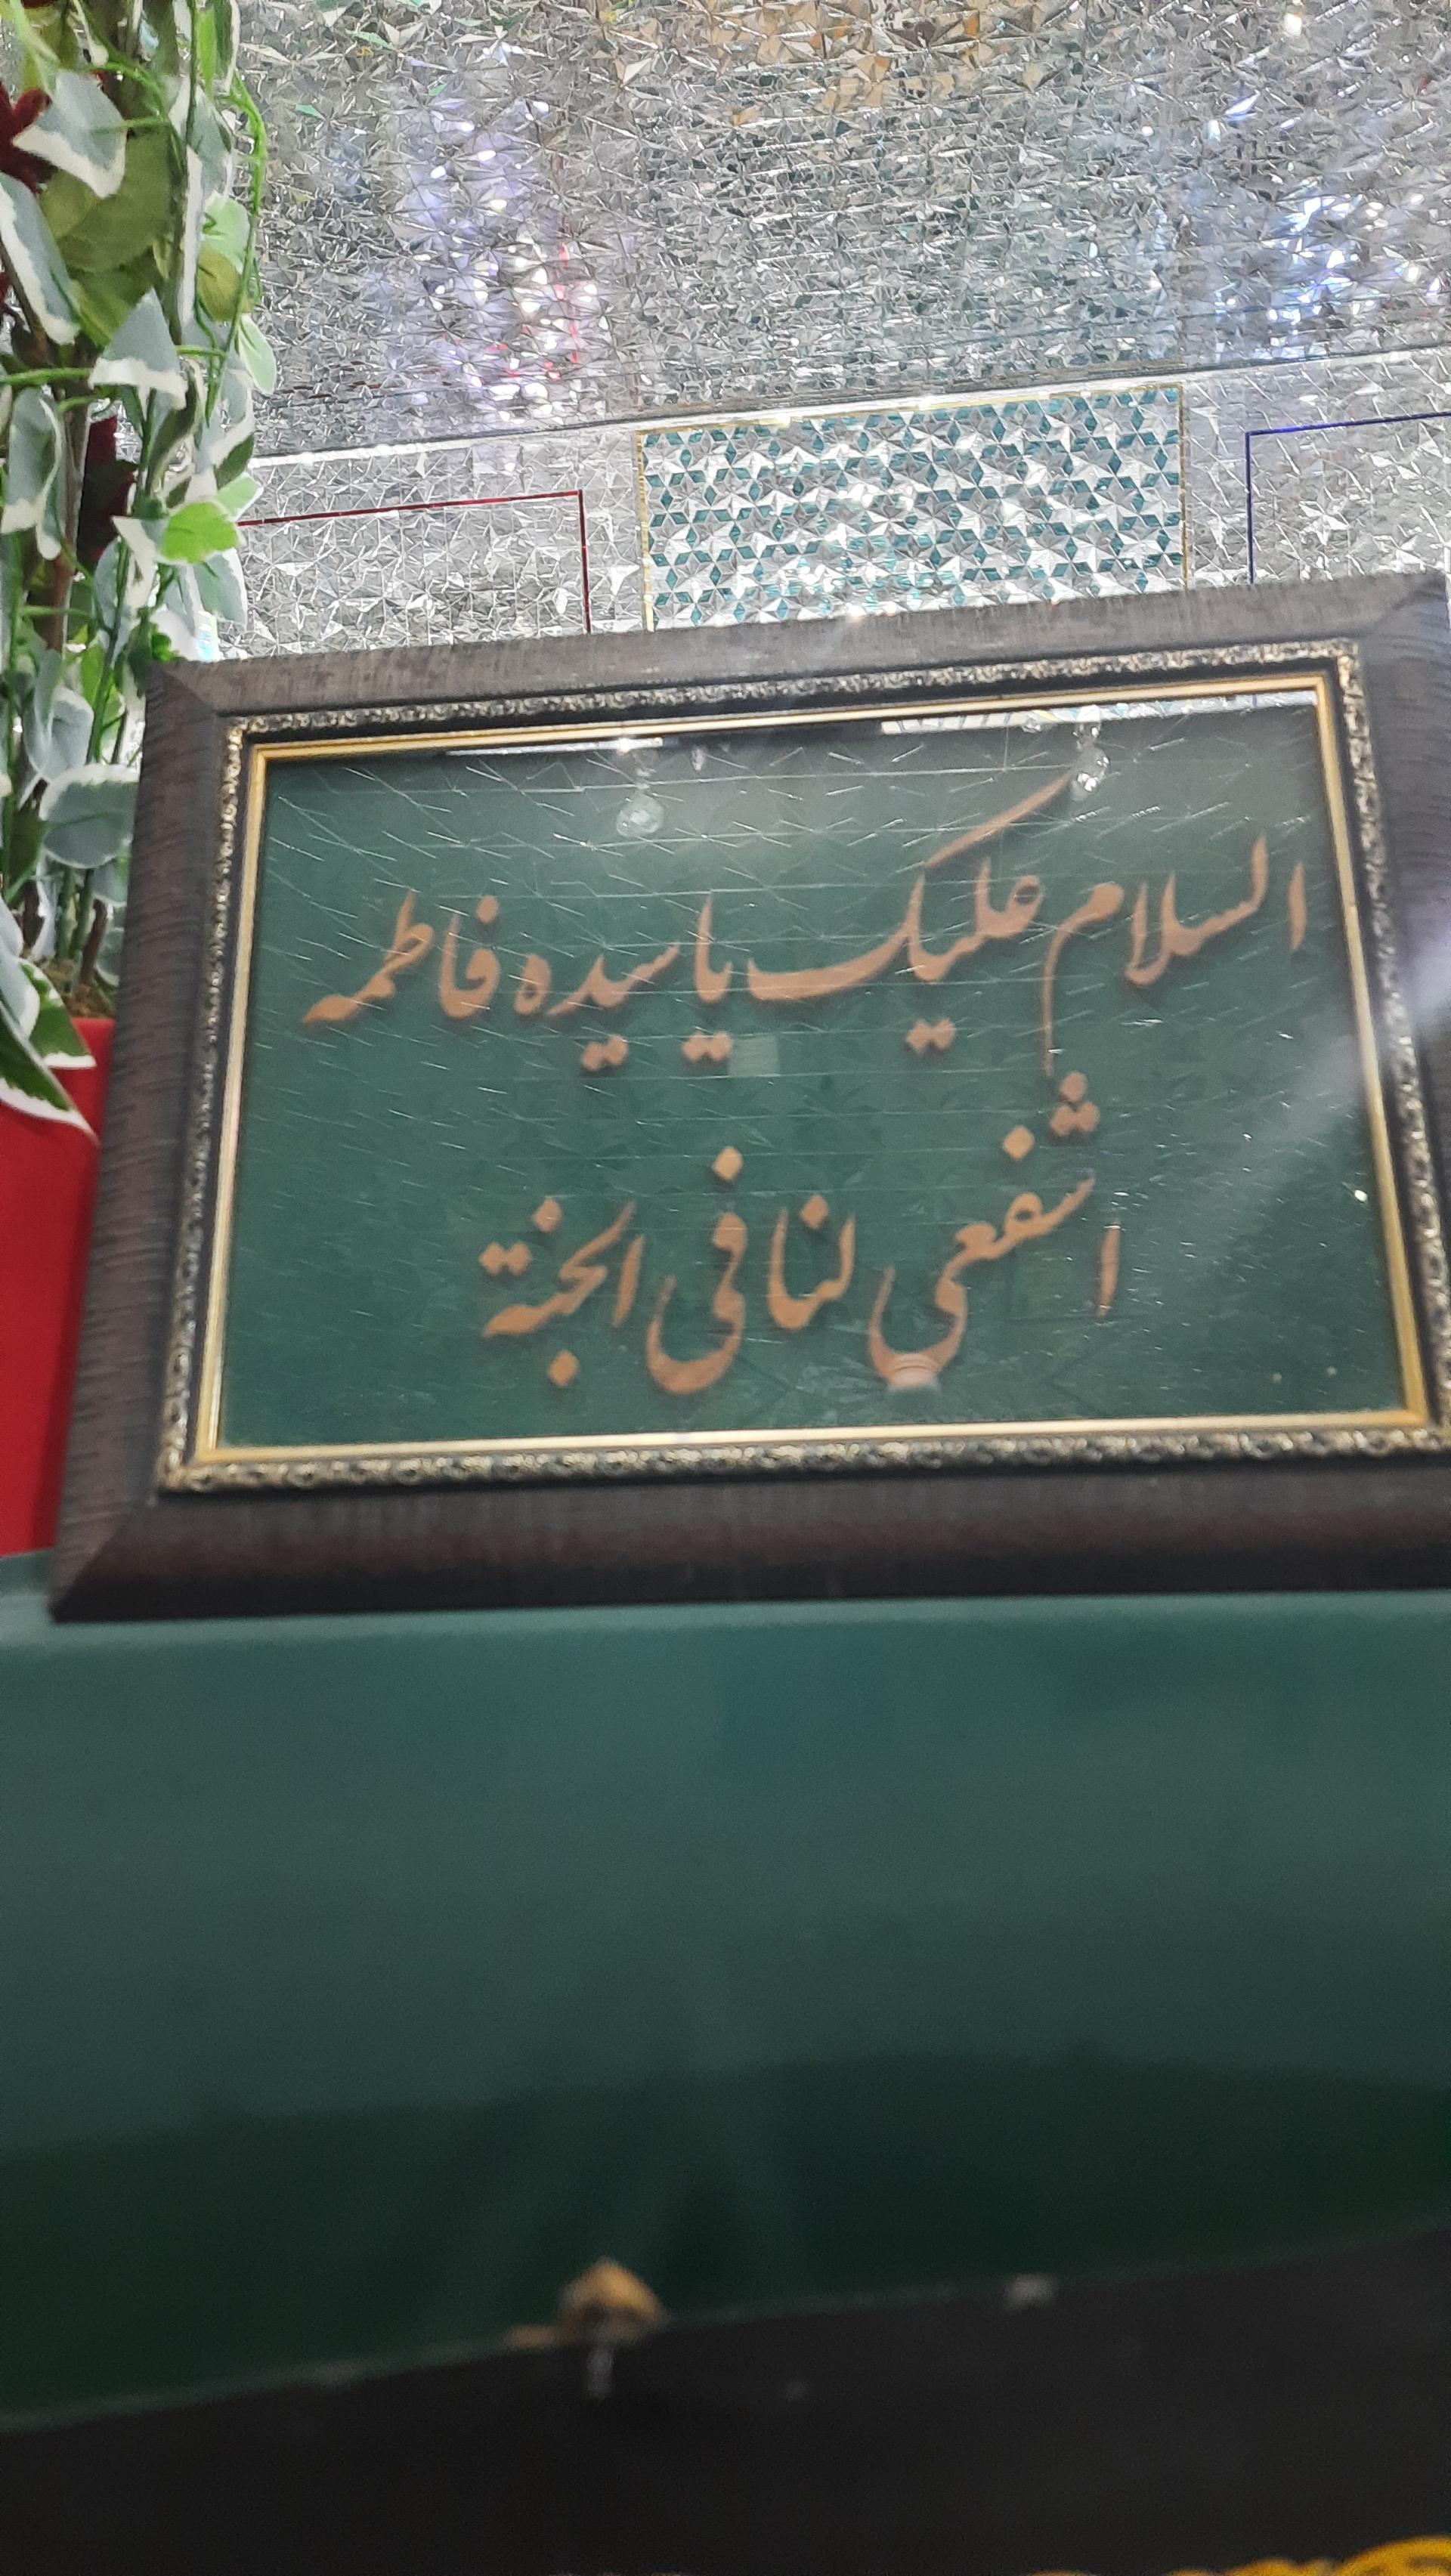 السلام علیک یا سیده فاطمه
اشفعی لنا فی الجنة